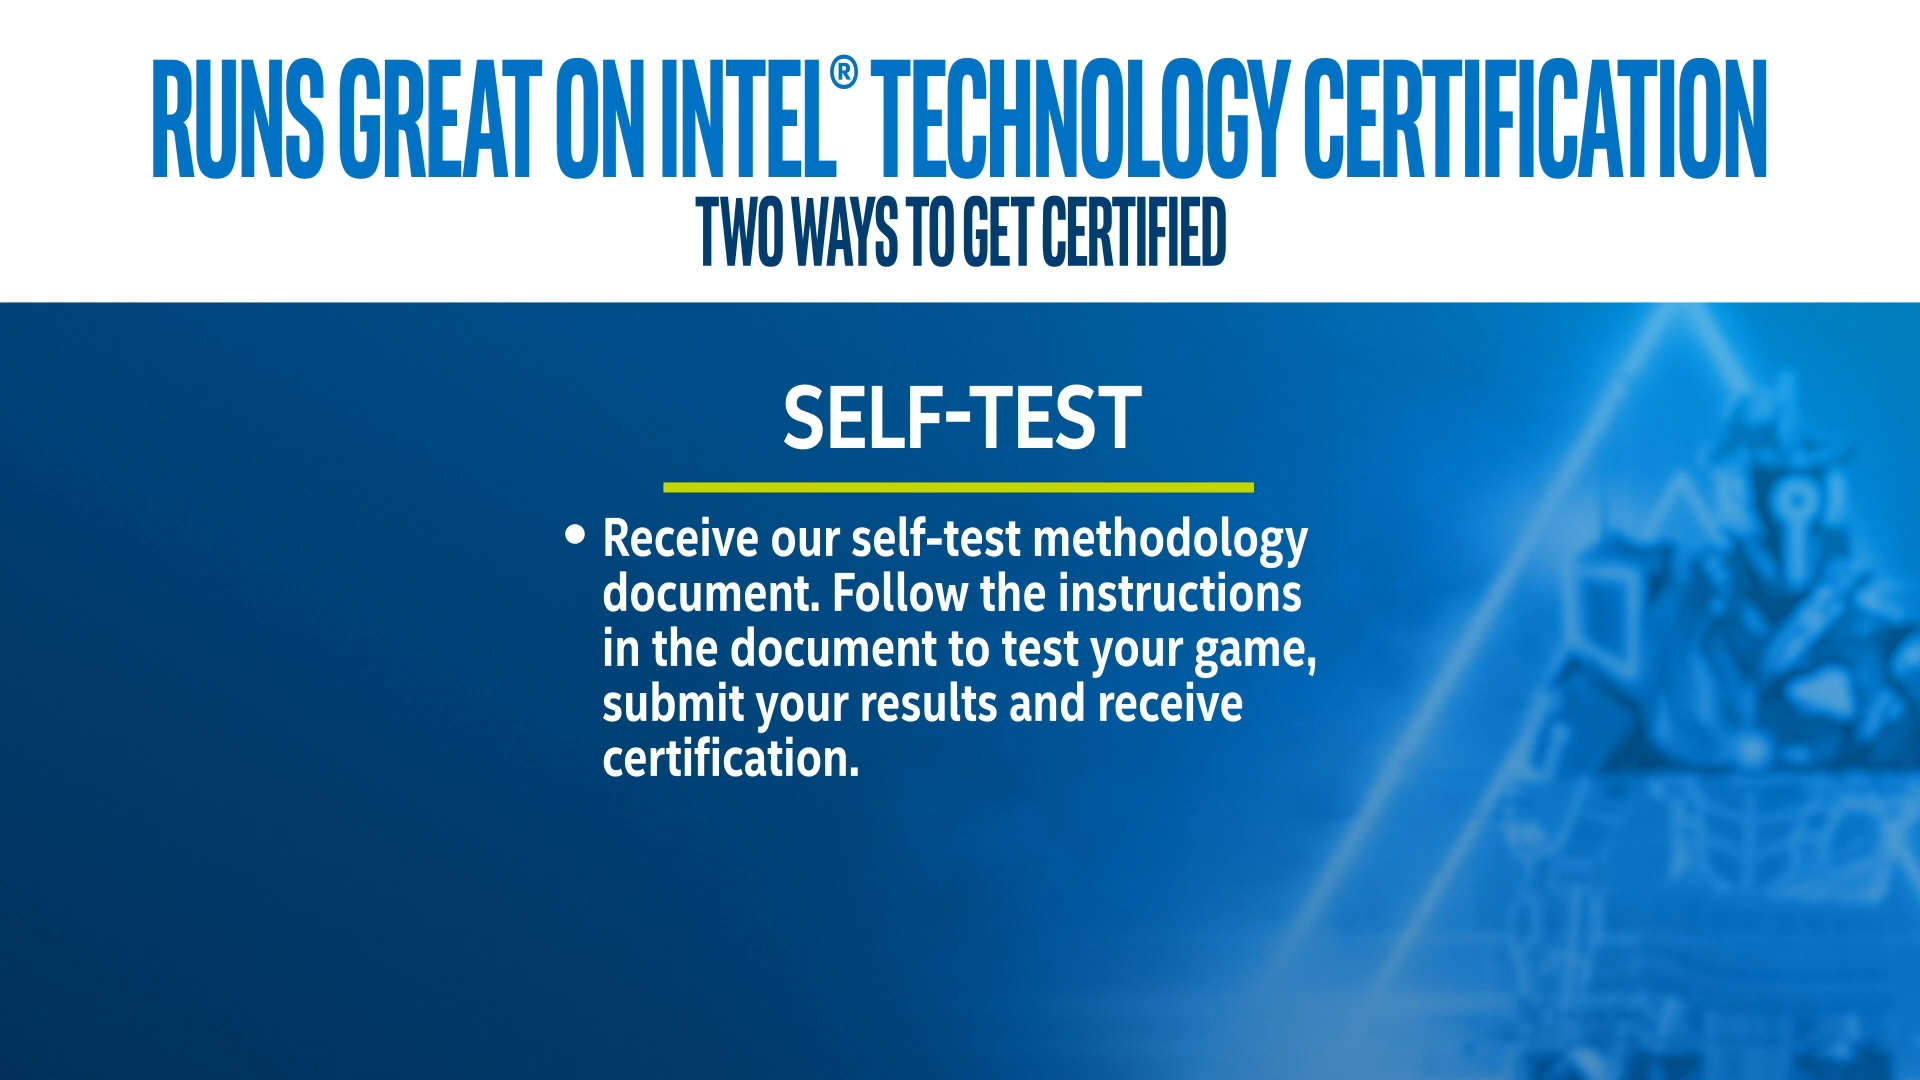 RUNS GREAT ON INTEL® TECHNOLOGY CERTIFICATION
TWO WAYS TO GET CERTIFIED
SELF-TEST
• Receive our self-test methodology
document. Follow the instructions
in the document to test your game,
submit your results and receive
certification.